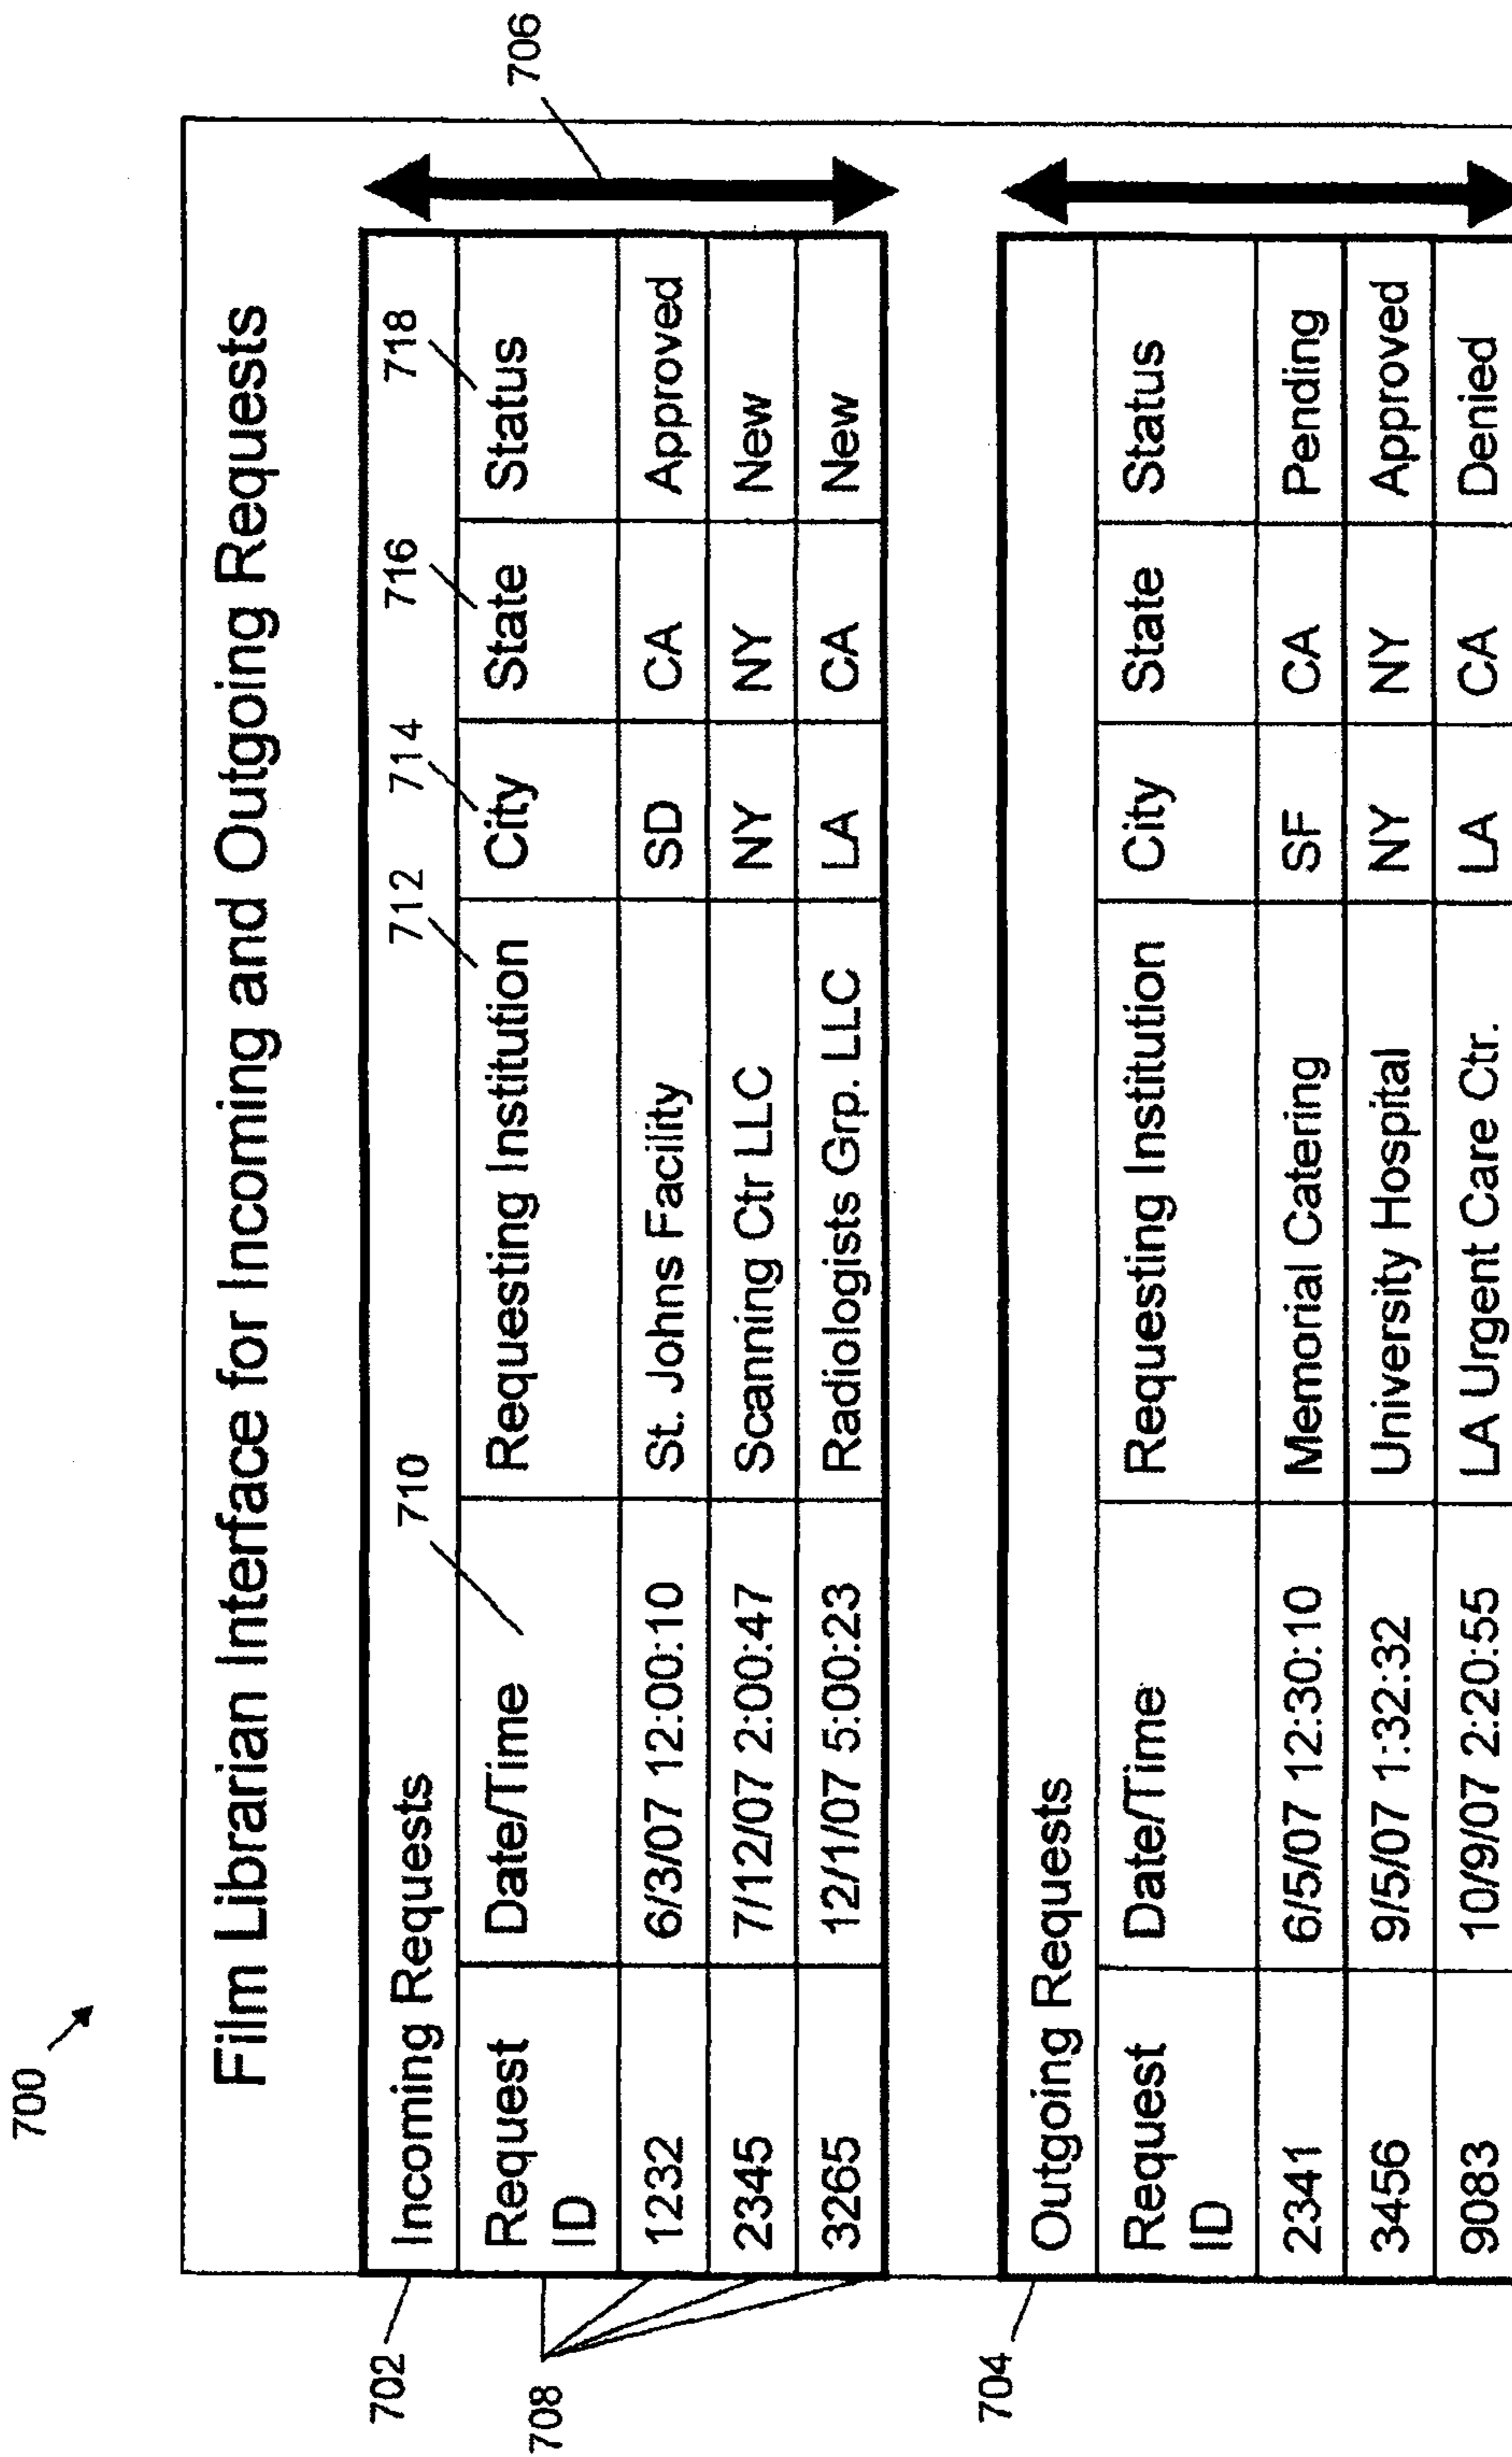 700
Film Librarian Interface for Incoming and Outgoing Requests
706
702
Incoming Requests
710
712
714
716
718
708
Request ID Date/Time Requesting Institution City State Status
1232 6/3/07 12:00:10 St. Johns Facility SD CA Approved
2345 7/12/07 2:00:47 Scanning Ctr LLC NY NY New
3265 12/1/07 5:00:23 Radiologists Grp. LLC LA CA New
704
Outgoing Requests
Request ID Date/Time Requesting Institution City State Status
2341 6/5/07 12:30:10 Memorial Catering SF CA Pending
3456 9/5/07 1:32:32 University Hospital NY NY Approved
9083 10/9/07 2:20:55 LA Urgent Care Ctr. LA CA Denied